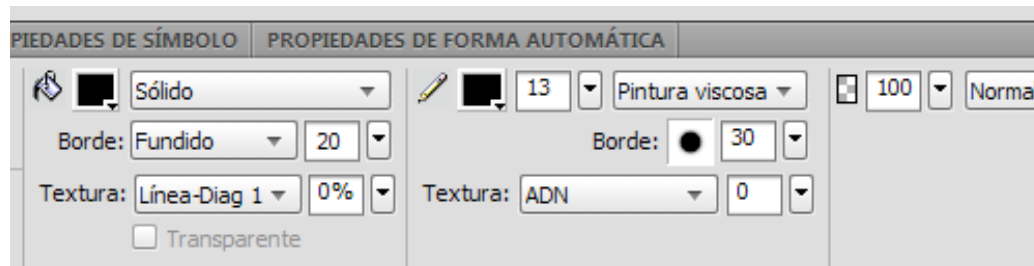 PIEDADES DE SÍMBOLO PROPIEDADES DE FORMA AUTOMÁTICA
Sólido 13 Pintura viscosa 100 Norma
Borde: Fundido 20 Borde: 30
Textura: Línea-Diag 1 0% Textura: ADN 0
Transparente